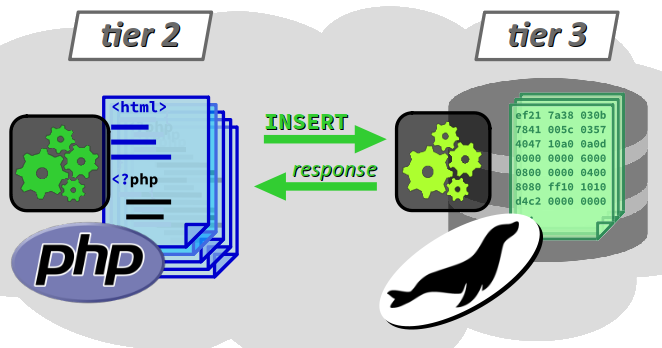 tier 2
tier 3
<html>
<?php
php
INSERT
response
ef21 7a38 030b
7841 005c 0357
4047 10a0 0a0d
0000 0000 6000
0800 0000 0400
8080 ff10 1010
d4c2 0000 0000